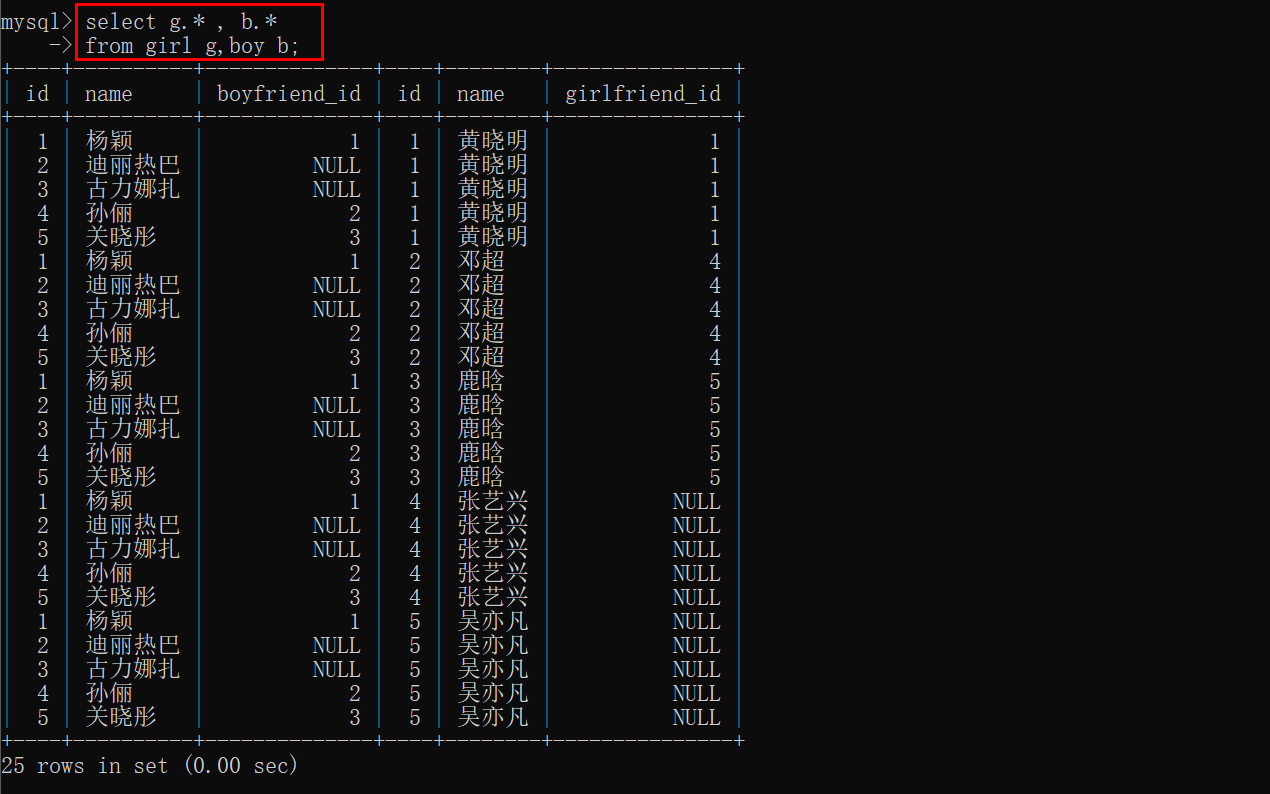 mysql> select g.* , b.*
    -> from girl g,boy b;
+----+----------+---------------+----+--------+---------------+
| id | name     | boyfriend_id | id | name   | girlfriend_id |
+----+----------+---------------+----+--------+---------------+
| 1 | 杨颖 | 1 | 1 | 黄晓明 | 1 |
| 2 | 迪丽热巴 | NULL | 1 | 黄晓明 | 1 |
| 3 | 古力娜扎 | NULL | 1 | 黄晓明 | 1 |
| 4 | 孙俪 | 2 | 1 | 黄晓明 | 1 |
| 5 | 关晓彤 | 3 | 1 | 黄晓明 | 1 |
| 1 | 杨颖 | 1 | 2 | 邓超 | 4 |
| 2 | 迪丽热巴 | NULL | 2 | 邓超 | 4 |
| 3 | 古力娜扎 | NULL | 2 | 邓超 | 4 |
| 4 | 孙俪 | 2 | 2 | 邓超 | 4 |
| 5 | 关晓彤 | 3 | 2 | 邓超 | 4 |
| 1 | 杨颖 | 1 | 3 | 鹿晗 | 5 |
| 2 | 迪丽热巴 | NULL | 3 | 鹿晗 | 5 |
| 3 | 古力娜扎 | NULL | 3 | 鹿晗 | 5 |
| 4 | 孙俪 | 2 | 3 | 鹿晗 | 5 |
| 5 | 关晓彤 | 3 | 3 | 鹿晗 | 5 |
| 1 | 杨颖 | 1 | 4 | 张艺兴 | NULL |
| 2 | 迪丽热巴 | NULL | 4 | 张艺兴 | NULL |
| 3 | 古力娜扎 | NULL | 4 | 张艺兴 | NULL |
| 4 | 孙俪 | 2 | 4 | 张艺兴 | NULL |
| 5 | 关晓彤 | 3 | 4 | 张艺兴 | NULL |
| 1 | 杨颖 | 1 | 5 | 吴亦凡 | NULL |
| 2 | 迪丽热巴 | NULL | 5 | 吴亦凡 | NULL |
| 3 | 古力娜扎 | NULL | 5 | 吴亦凡 | NULL |
| 4 | 孙俪 | 2 | 5 | 吴亦凡 | NULL |
| 5 | 关晓彤 | 3 | 5 | 吴亦凡 | NULL |
+----+----------+---------------+----+--------+---------------+
25 rows in set (0.00 sec)